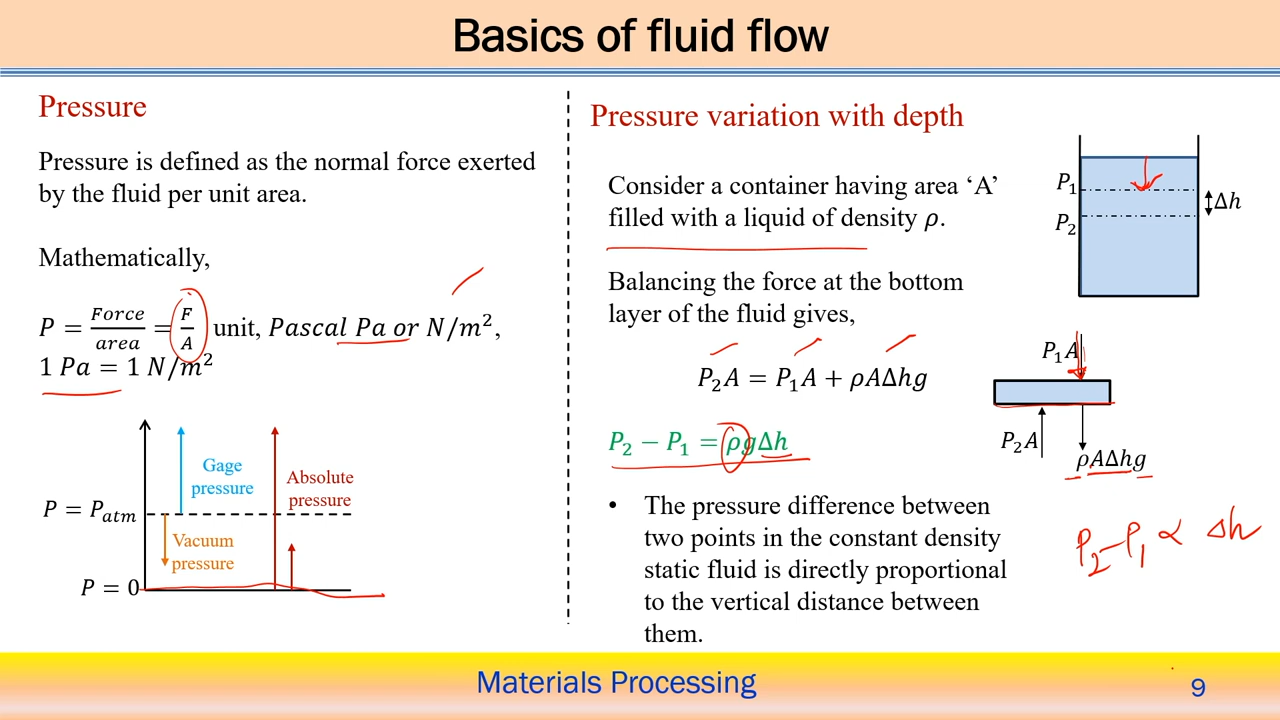 Basics of fluid flow
Pressure
Pressure is defined as the normal force exerted
by the fluid per unit area.
Mathematically,
P = Force/area = F/A unit, Pascal Pa or N/m²,
1 Pa = 1 N/m²
Gage
pressure
Absolute
pressure
P = Patm
Vacuum
pressure
P = 0
Pressure variation with depth
Consider a container having area ‘A’
filled with a liquid of density ρ.
Balancing the force at the bottom
layer of the fluid gives,
P₂A = P₁A + ρAΔhg
P₂ − P₁ = ρgΔh
• The pressure difference between
two points in the constant density
static fluid is directly proportional
to the vertical distance between
them.
P₁
Δh
P₂
P₁A
P₂A
ρAΔhg
P₂−P₁ ∝ Δh
Materials Processing
9